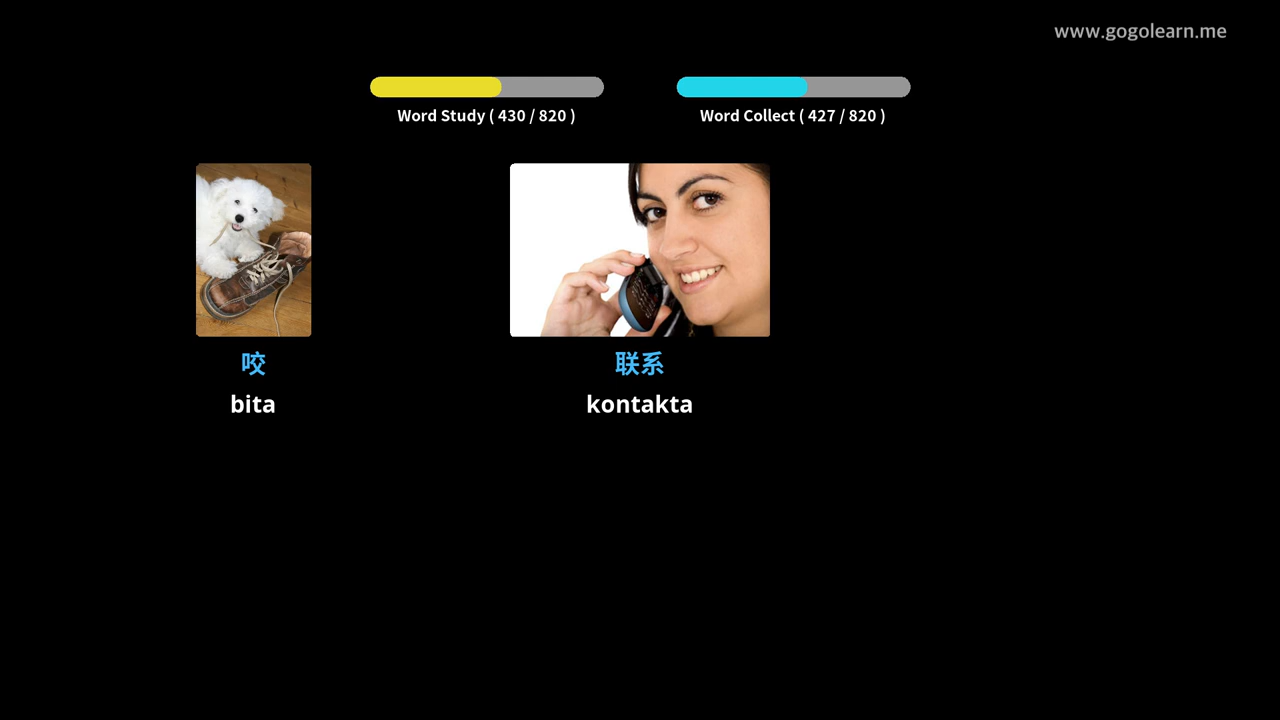 www.gogolearn.me
Word Study ( 430 / 820 )
Word Collect ( 427 / 820 )
咬
bita
联系
kontakta